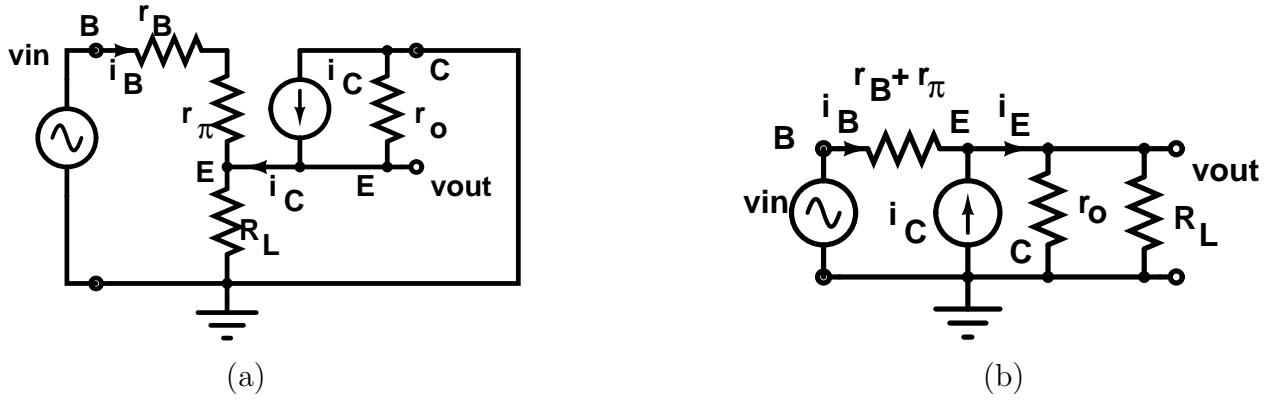 r B
B
vin
i B
i C
C
r π
r o
E
i C
E
vout
R L
r B + r π
i B
E
i E
B
vout
vin
i C
r o
R L
C
(a)
(b)